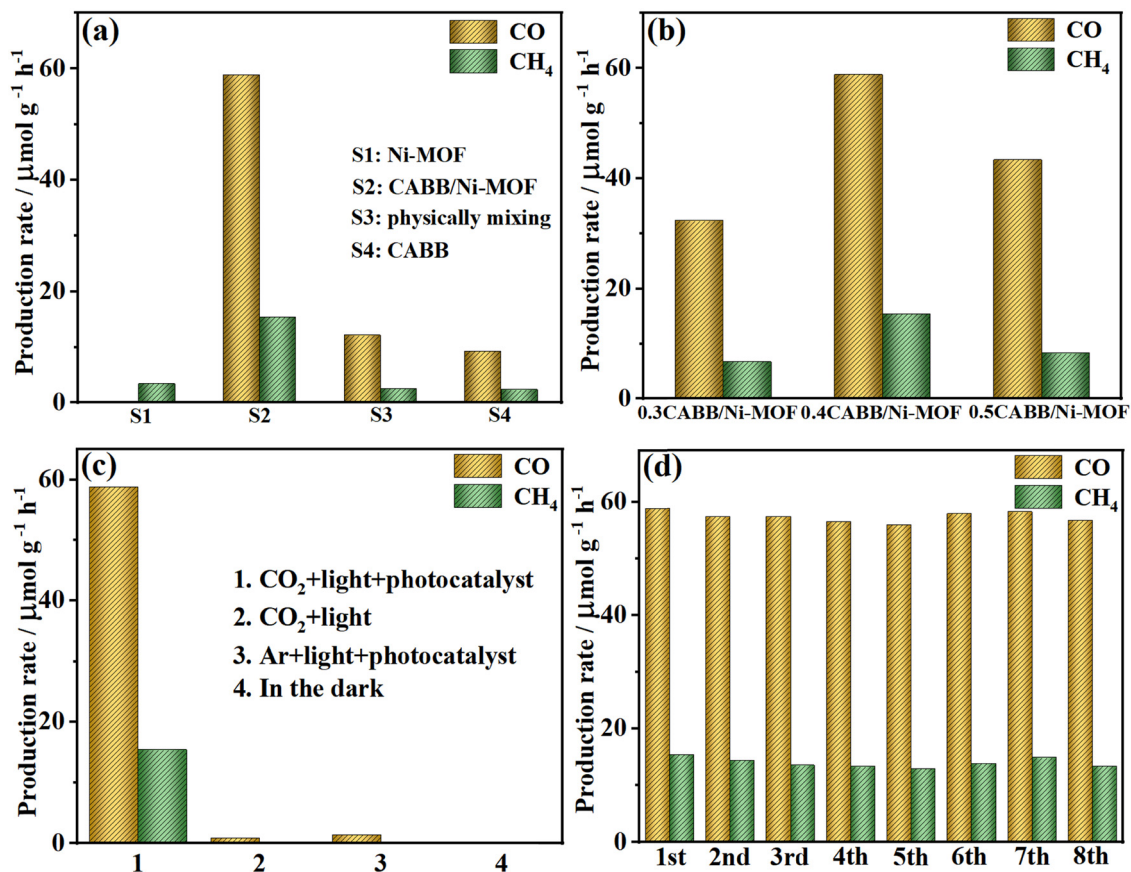 (a)
CO
CH4
60
40
20
0
Production rate / μmol g-1 h-1
S1: Ni-MOF
S2: CABB/Ni-MOF
S3: physically mixing
S4: CABB
S1 S2 S3 S4
(b)
CO
CH4
60
40
20
0
Production rate / μmol g-1 h-1
0.3CABB/Ni-MOF 0.4CABB/Ni-MOF 0.5CABB/Ni-MOF
(c)
CO
CH4
60
40
20
0
Production rate / μmol g-1 h-1
1. CO2+light+photocatalyst
2. CO2+light
3. Ar+light+photocatalyst
4. In the dark
1 2 3 4
(d)
CO
CH4
60
40
20
0
Production rate / μmol g-1 h-1
1st 2nd 3rd 4th 5th 6th 7th 8th